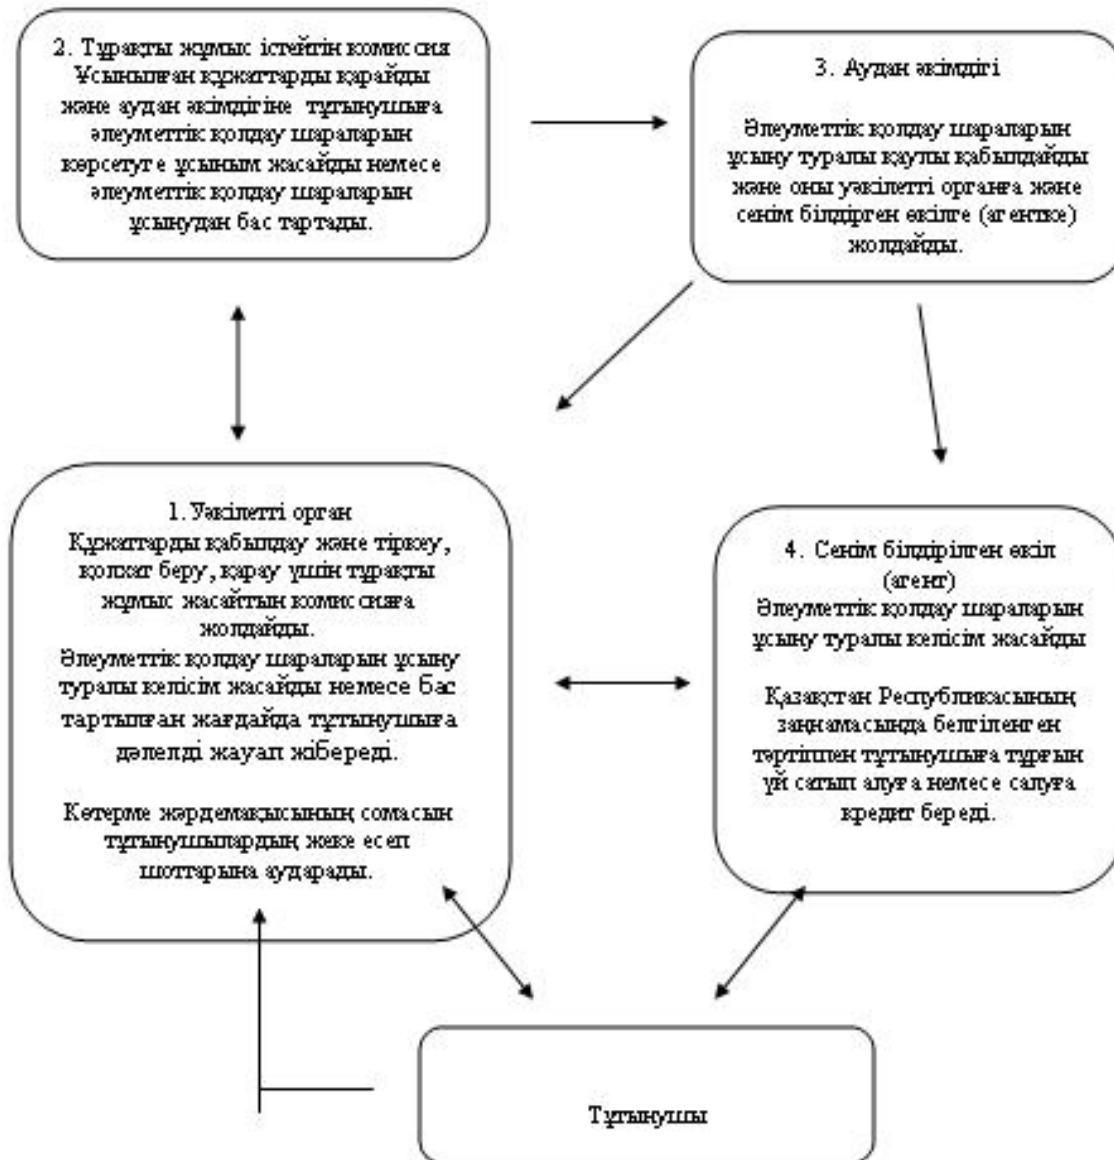 2. Тұрақты жұмыс істейтін комиссия
Ұсынылған құжаттарды қарайды
және аудан әкімдігіне тұтынушыға
әлеуметтік қолдау шараларын
көрсетуге ұсыным жасайды немесе
әлеуметтік қолдау шараларын
ұсынудан бас тартады.
3. Аудан әкімдігі
Әлеуметтік қолдау шараларын
ұсыну туралы қаулы қабылдайды
және оны уәкілетті органға және
сенім білдірген өкілге (агентке)
жолдайды.
1. Уәкілетті орган
Құжаттарды қабылдау және тіркеу,
қолхат беру, қарау үшін тұрақты
жұмыс жасайтын комиссияға
жолдайды.
Әлеуметтік қолдау шараларын ұсыну
туралы келісім жасайды немесе бас
тартылған жағдайда тұтынушыға
дәлелді жауап жібереді.
Көтерме жәрдемақысының сомасын
тұтынушылардың жеке есеп
шоттарына аударады.
4. Сенім білдірілген өкіл
(агент)
Әлеуметтік қолдау шараларын
ұсыну туралы келісім жасайды
Қазақстан Республикасының
заңнамасында белгіленген
тәртіппен тұтынушыға тұрғын
үй сатып алуға немесе салуға
кредит береді.
Тұтынушы